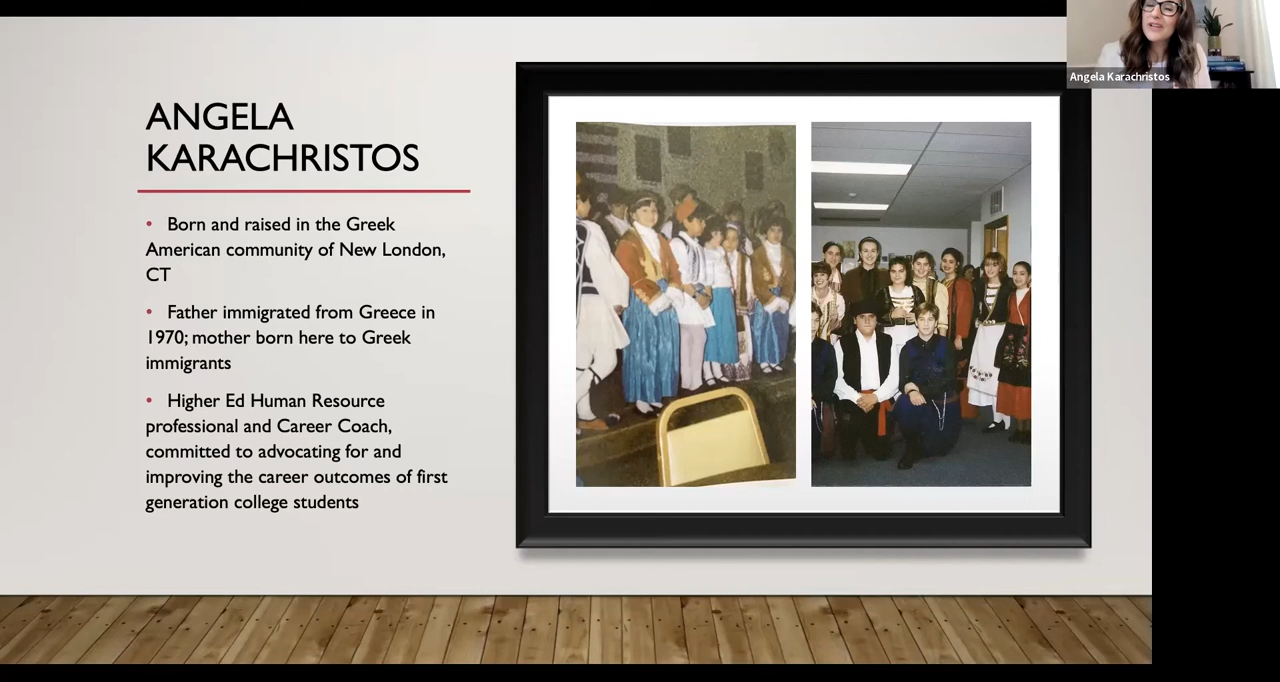 ANGELA
KARACHRISTOS
• Born and raised in the Greek
American community of New London,
CT
• Father immigrated from Greece in
1970; mother born here to Greek
immigrants
• Higher Ed Human Resource
professional and Career Coach,
committed to advocating for and
improving the career outcomes of first
generation college students
Angela Karachristos